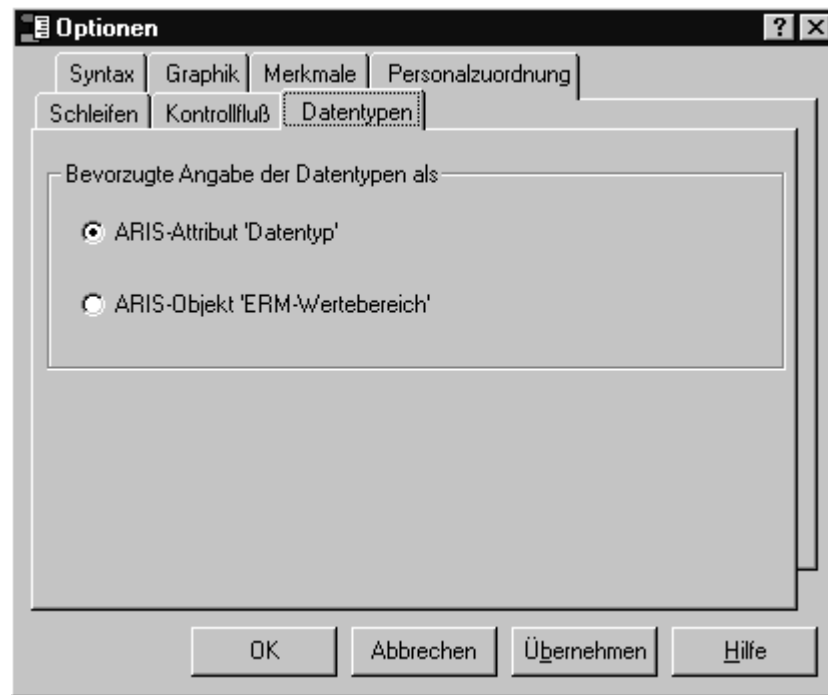 Optionen
Syntax Graphik Merkmale Personalzuordnung
Schleifen Kontrollfluß Datentypen
Bevorzugte Angabe der Datentypen als
ARIS-Attribut 'Datentyp'
ARIS-Objekt 'ERM-Wertebereich'
OK Abbrechen Übernehmen Hilfe